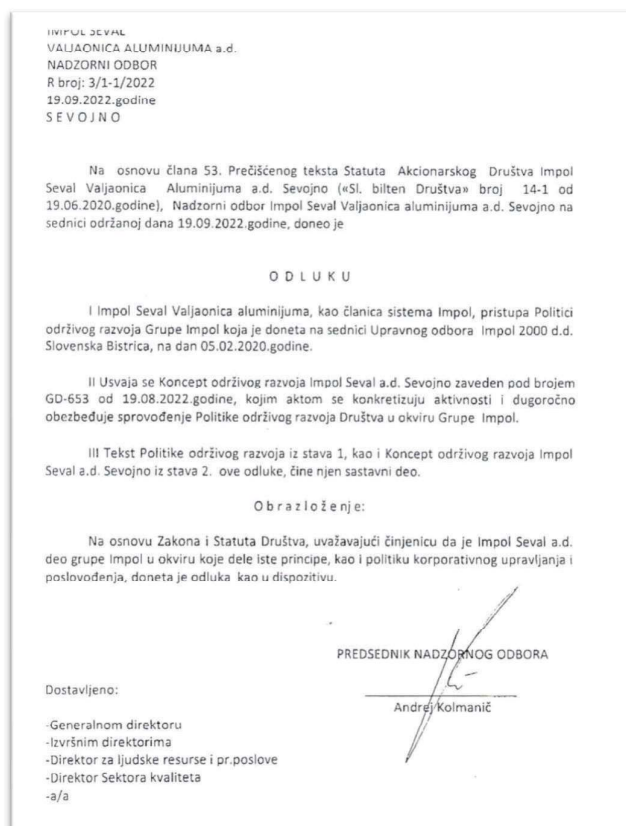 IMPOL SEVAL
VALJAONICA ALUMINIJUMA a.d.
NADZORNI ODBOR
R broj: 3/1-1/2022
19.09.2022.godine
S E V O J N O
Na osnovu člana 53. Prečišćenog teksta Statuta Akcionarskog Društva Impol
Seval Valjaonica Aluminijuma a.d. Sevojno («Sl. bilten Društva» broj 14-1 od
19.06.2020.godine), Nadzorni odbor Impol Seval Valjaonica aluminijuma a.d. Sevojno na
sednici održanoj dana 19.09.2022.godine, doneo je
O D L U K U
I Impol Seval Valjaonica aluminijuma, kao članica sistema Impol, pristupa Politici
održivog razvoja Grupe Impol koja je doneta na sednici Upravnog odbora Impol 2000 d.d.
Slovenska Bistrica, na dan 05.02.2020.godine.
II Usvaja se Koncept održivog razvoja Impol Seval a.d. Sevojno zaveden pod brojem
GD-653 od 19.08.2022.godine, kojim aktom se konkretizuju aktivnosti i dugoročno
obezbeđuje sprovođenje Politike održivog razvoja Društva u okviru Grupe Impol.
III Tekst Politike održivog razvoja iz stava 1, kao i Koncept održivog razvoja Impol
Seval a.d. Sevojno iz stava 2. ove odluke, čine njen sastavni deo.
O b r a z l o ž e nj e:
Na osnovu Zakona i Statuta Društva, uvažavajući činjenicu da je Impol Seval a.d.
deo grupe Impol u okviru koje dele iste principe, kao i politiku korporativnog upravljanja i
poslovođenja, doneta je odluka kao u dispozitivu.
PREDSEDNIK NADZORNOG ODBORA
Andrej Kolmanič
Dostavljeno:
-Generalnom direktoru
-Izvršnim direktorima
-Direktor za ljudske resurse i pr.poslove
-Direktor Sektora kvaliteta
-a/a